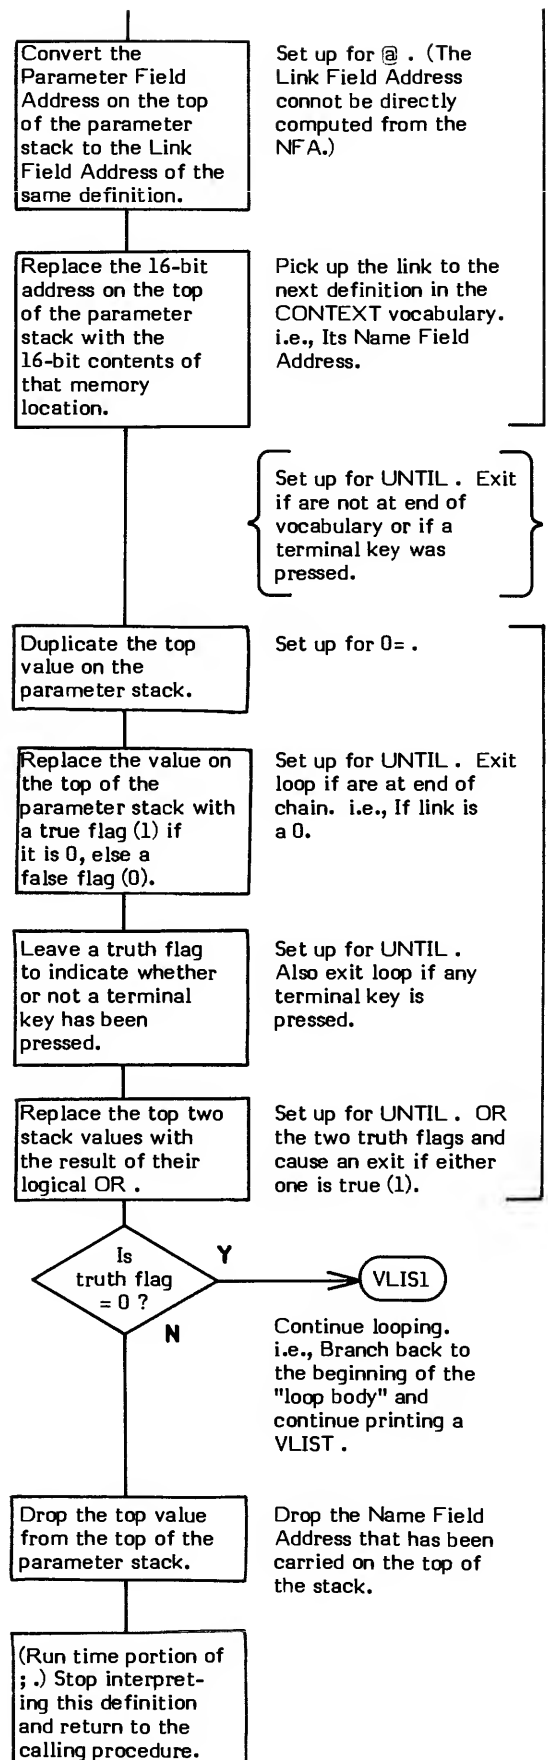 Convert the
Parameter Field
Address on the top
of the parameter
stack to the Link
Field Address of the
same definition.
Set up for @ . (The
Link Field Address
connot be directly
computed from the
NFA.)
Replace the 16-bit
address on the top
of the parameter
stack with the
16-bit contents of
that memory
location.
Pick up the link to the
next definition in the
CONTEXT vocabulary.
i.e., Its Name Field
Address.
Set up for UNTIL . Exit
if are not at end of
vocabulary or if a
terminal key was
pressed.
Duplicate the top
value on the
parameter stack.
Set up for 0= .
Replace the value on
the top of the
parameter stack with
a true flag (1) if
it is 0, else a
false flag (0).
Set up for UNTIL . Exit
loop if are at end of
chain. i.e., If link is
a 0.
Leave a truth flag
to indicate whether
or not a terminal
key has been
pressed.
Set up for UNTIL .
Also exit loop if any
terminal key is
pressed.
Replace the top two
stack values with
the result of their
logical OR .
Set up for UNTIL . OR
the two truth flags and
cause an exit if either
one is true (1).
Is
truth flag
= 0 ?
Y
VLIS1
N
Continue looping.
i.e., Branch back to
the beginning of the
"loop body" and
continue printing a
VLIST .
Drop the top value
from the top of the
parameter stack.
Drop the Name Field
Address that has been
carried on the top of
the stack.
(Run time portion of
; .) Stop interpret-
ing this definition
and return to the
calling procedure.